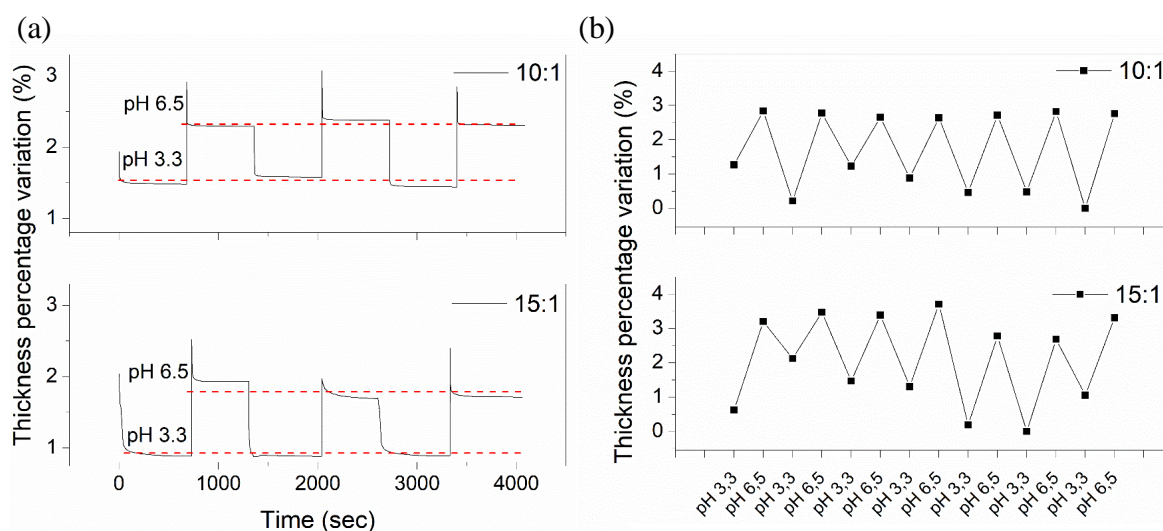 (a)
Thickness percentage variation (%)
3
2
1
10:1
pH 6.5
pH 3.3
3
2
1
15:1
pH 6.5
pH 3.3
0 1000 2000 3000 4000
Time (sec)
(b)
Thickness percentage variation (%)
4
3
2
1
0
10:1
4
3
2
1
0
15:1
pH 3,3 pH 6,5 pH 3,3 pH 6,5 pH 3,3 pH 6,5 pH 3,3 pH 6,5 pH 3,3 pH 6,5 pH 3,3 pH 6,5 pH 3,3 pH 6,5